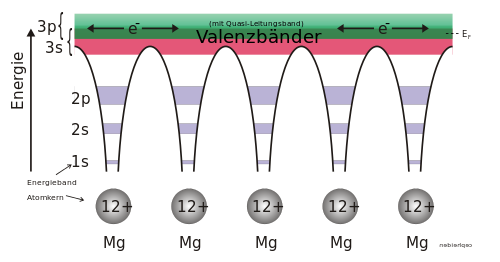 3p
3s
e⁻
(mit Quasi-Leitungsband)
Valenzbänder
e⁻
E_F
Energie
2p
2s
1s
Energieband
Atomkern
12+ 12+ 12+ 12+ 12+
Mg Mg Mg Mg Mg